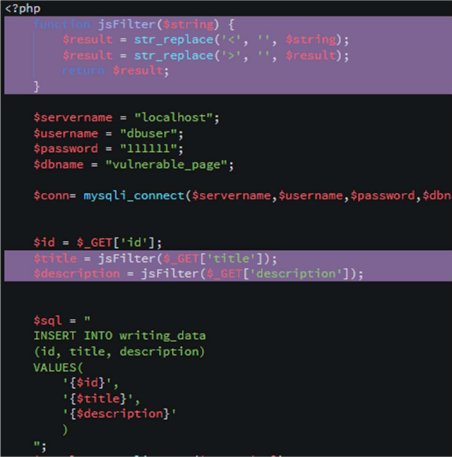 <?php
function jsFilter($string) {
$result = str_replace('<', '', $string);
$result = str_replace('>', '', $result);
return $result;
}
$servername = "localhost";
$username = "dbuser";
$password = "111111";
$dbname = "vulnerable_page";
$conn= mysqli_connect($servername,$username,$password,$dbn
$id = $_GET['id'];
$title = jsFilter($_GET['title']);
$description = jsFilter($_GET['description']);
$sql = "
INSERT INTO writing_data
(id, title, description)
VALUES(
'{$id}',
'{$title}',
'{$description}'
)
";